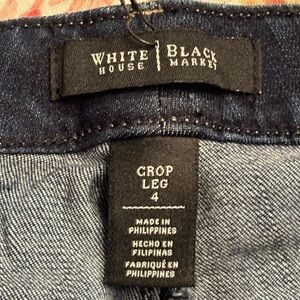 WHITE | BLACK
HOUSE | MARKET
CROP
LEG
4
MADE IN
PHILIPPINES
HECHO EN
FILIPINAS
FABRIQUÉ EN
PHILIPPINES